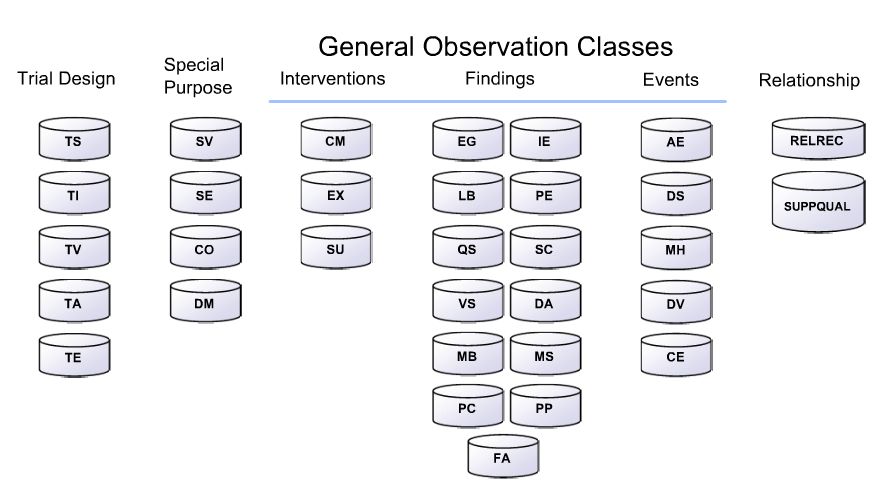 General Observation Classes
Trial Design
Special
Purpose
Interventions
Findings
Events
Relationship
TS
SV
CM
EG
IE
AE
RELREC
TI
SE
EX
LB
PE
DS
SUPPQUAL
TV
CO
SU
QS
SC
MH
TA
DM
VS
DA
DV
TE
MB
MS
CE
PC
PP
FA